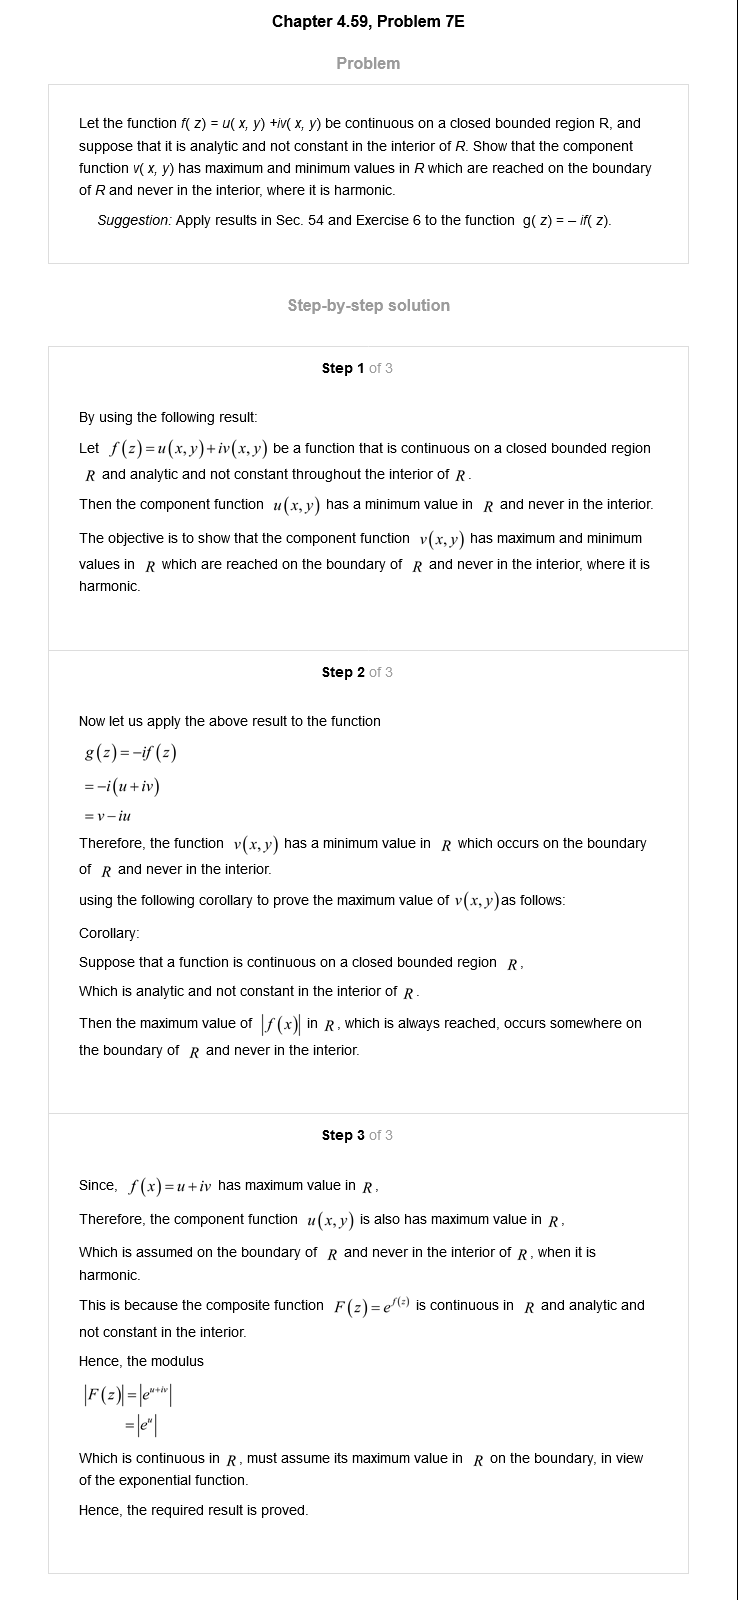 Chapter 4.59, Problem 7E
Problem
Let the function f( z) = u( x, y) +iv( x, y) be continuous on a closed bounded region R, and
suppose that it is analytic and not constant in the interior of R. Show that the component
function v( x, y) has maximum and minimum values in R which are reached on the boundary
of R and never in the interior, where it is harmonic.
Suggestion: Apply results in Sec. 54 and Exercise 6 to the function g( z) = – if( z).
Step-by-step solution
Step 1 of 3
By using the following result:
Let f(z)=u(x,y)+iv(x,y) be a function that is continuous on a closed bounded region
R and analytic and not constant throughout the interior of R.
Then the component function u(x,y) has a minimum value in R and never in the interior.
The objective is to show that the component function v(x,y) has maximum and minimum
values in R which are reached on the boundary of R and never in the interior, where it is
harmonic.
Step 2 of 3
Now let us apply the above result to the function
g(z)=−if(z)
=−i(u+iv)
=v−iu
Therefore, the function v(x,y) has a minimum value in R which occurs on the boundary
of R and never in the interior.
using the following corollary to prove the maximum value of v(x,y)as follows:
Corollary:
Suppose that a function is continuous on a closed bounded region R,
Which is analytic and not constant in the interior of R.
Then the maximum value of |f(x)| in R, which is always reached, occurs somewhere on
the boundary of R and never in the interior.
Step 3 of 3
Since, f(x)=u+iv has maximum value in R,
Therefore, the component function u(x,y) is also has maximum value in R,
Which is assumed on the boundary of R and never in the interior of R, when it is
harmonic.
This is because the composite function F(z)=e^{f(z)} is continuous in R and analytic and
not constant in the interior.
Hence, the modulus
|F(z)|=|e^{u+iv}|
=|e^u|
Which is continuous in R, must assume its maximum value in R on the boundary, in view
of the exponential function.
Hence, the required result is proved.